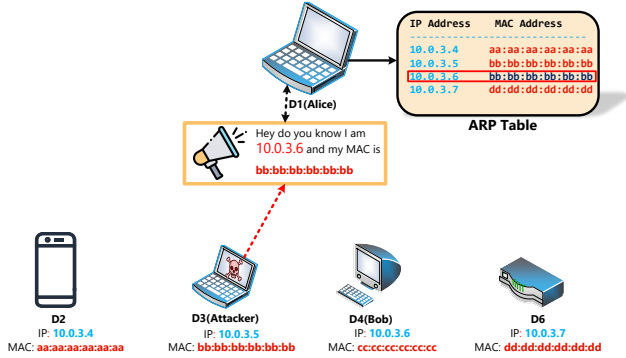 IP Address MAC Address
----------------------------
10.0.3.4 aa:aa:aa:aa:aa:aa
10.0.3.5 bb:bb:bb:bb:bb:bb
10.0.3.6 bb:bb:bb:bb:bb:bb
10.0.3.7 dd:dd:dd:dd:dd:dd
ARP Table
D1(Alice)
Hey do you know I am
10.0.3.6 and my MAC is
bb:bb:bb:bb:bb:bb
D2
IP: 10.0.3.4
MAC: aa:aa:aa:aa:aa:aa
D3(Attacker)
IP: 10.0.3.5
MAC: bb:bb:bb:bb:bb:bb
D4(Bob)
IP: 10.0.3.6
MAC: cc:cc:cc:cc:cc:cc
D6
IP: 10.0.3.7
MAC: dd:dd:dd:dd:dd:dd